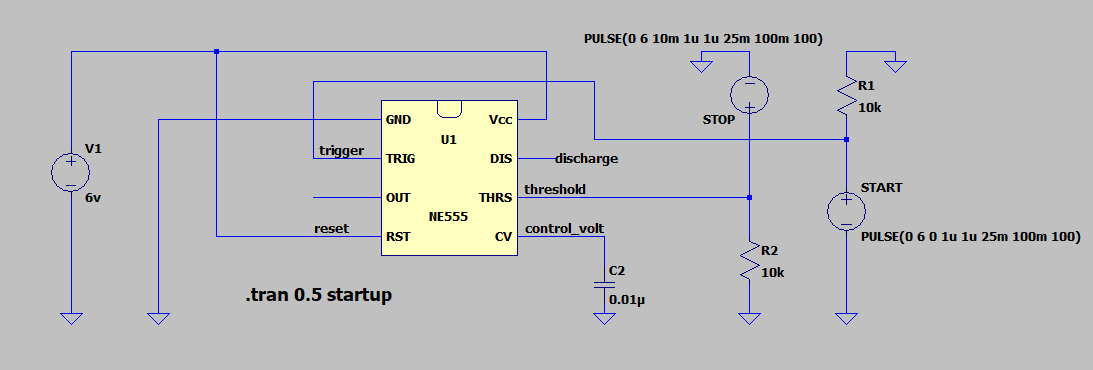 PULSE(0 6 10m 1u 1u 25m 100m 100)
R1
10k
STOP
GND
Vcc
U1
V1
trigger
TRIG
DIS
discharge
START
6v
OUT
THRS
threshold
NE555
reset
RST
CV
control_volt
PULSE(0 6 0 1u 1u 25m 100m 100)
R2
10k
C2
0.01µ
.tran 0.5 startup